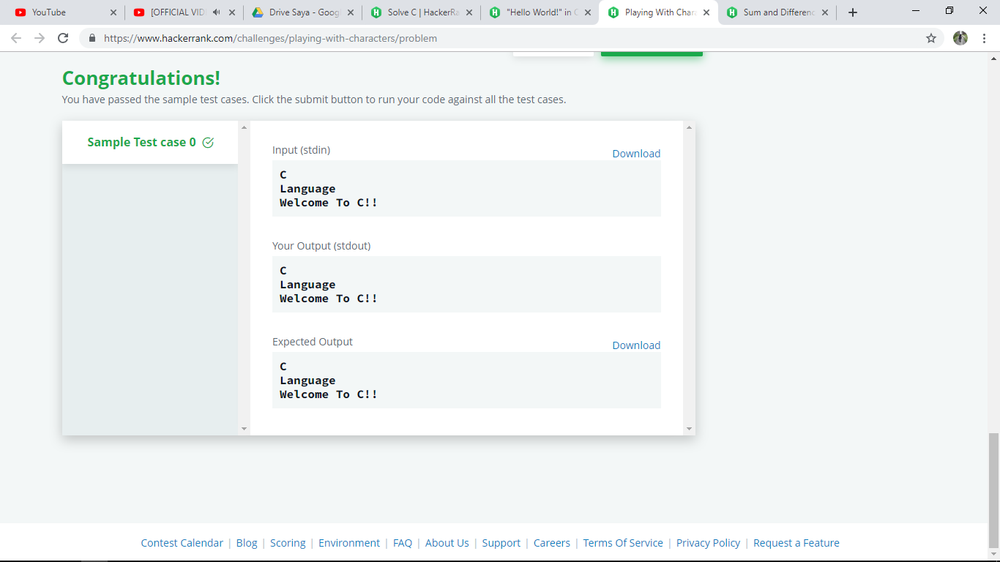 YouTube
[OFFICIAL VID
Drive Saya - Goog
Solve C | HackerRa
"Hello World!" in C
Playing With Chara
Sum and Differenc
https://www.hackerrank.com/challenges/playing-with-characters/problem
Congratulations!
You have passed the sample test cases. Click the submit button to run your code against all the test cases.
Sample Test case 0
Input (stdin)
Download
C
Language
Welcome To C!!
Your Output (stdout)
C
Language
Welcome To C!!
Expected Output
Download
C
Language
Welcome To C!!
Contest Calendar | Blog | Scoring | Environment | FAQ | About Us | Support | Careers | Terms Of Service | Privacy Policy | Request a Feature